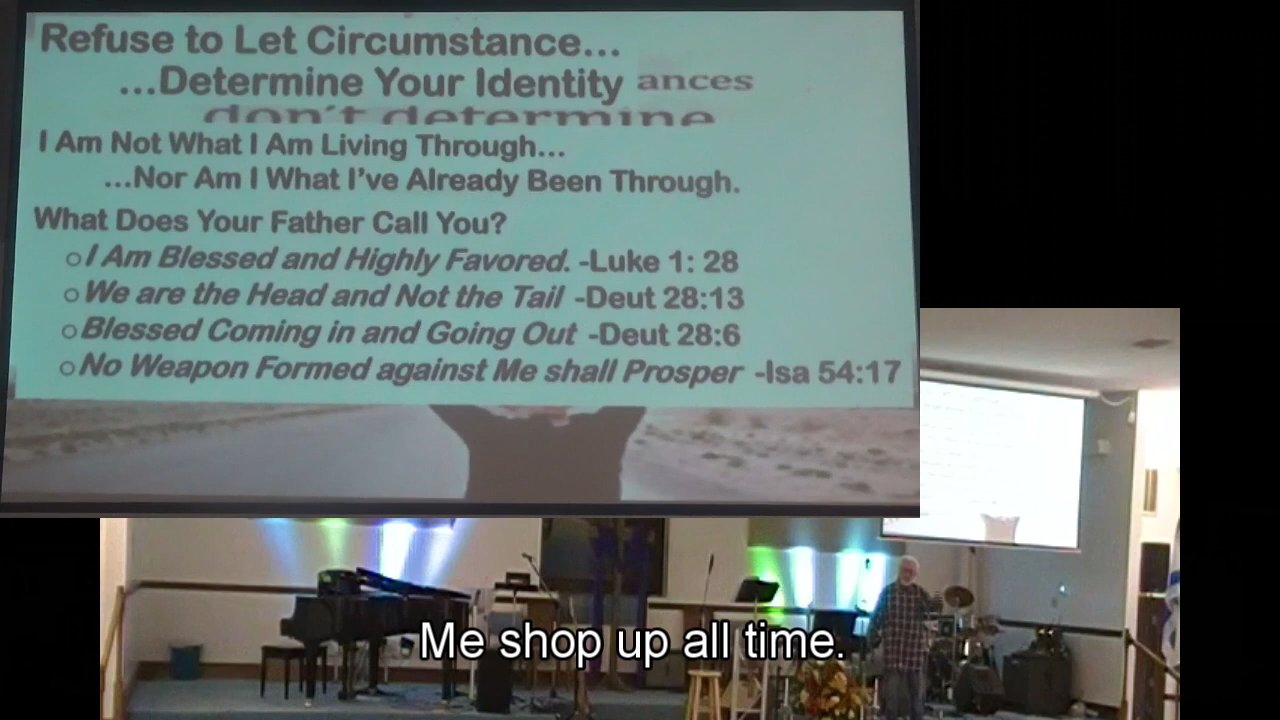 Refuse to Let Circumstance...
...Determine Your Identity ances
don't determine
I Am Not What I Am Living Through...
...Nor Am I What I've Already Been Through.
What Does Your Father Call You?
○ I Am Blessed and Highly Favored. -Luke 1: 28
○ We are the Head and Not the Tail -Deut 28:13
○ Blessed Coming in and Going Out -Deut 28:6
○ No Weapon Formed against Me shall Prosper -Isa 54:17
Me shop up all time.